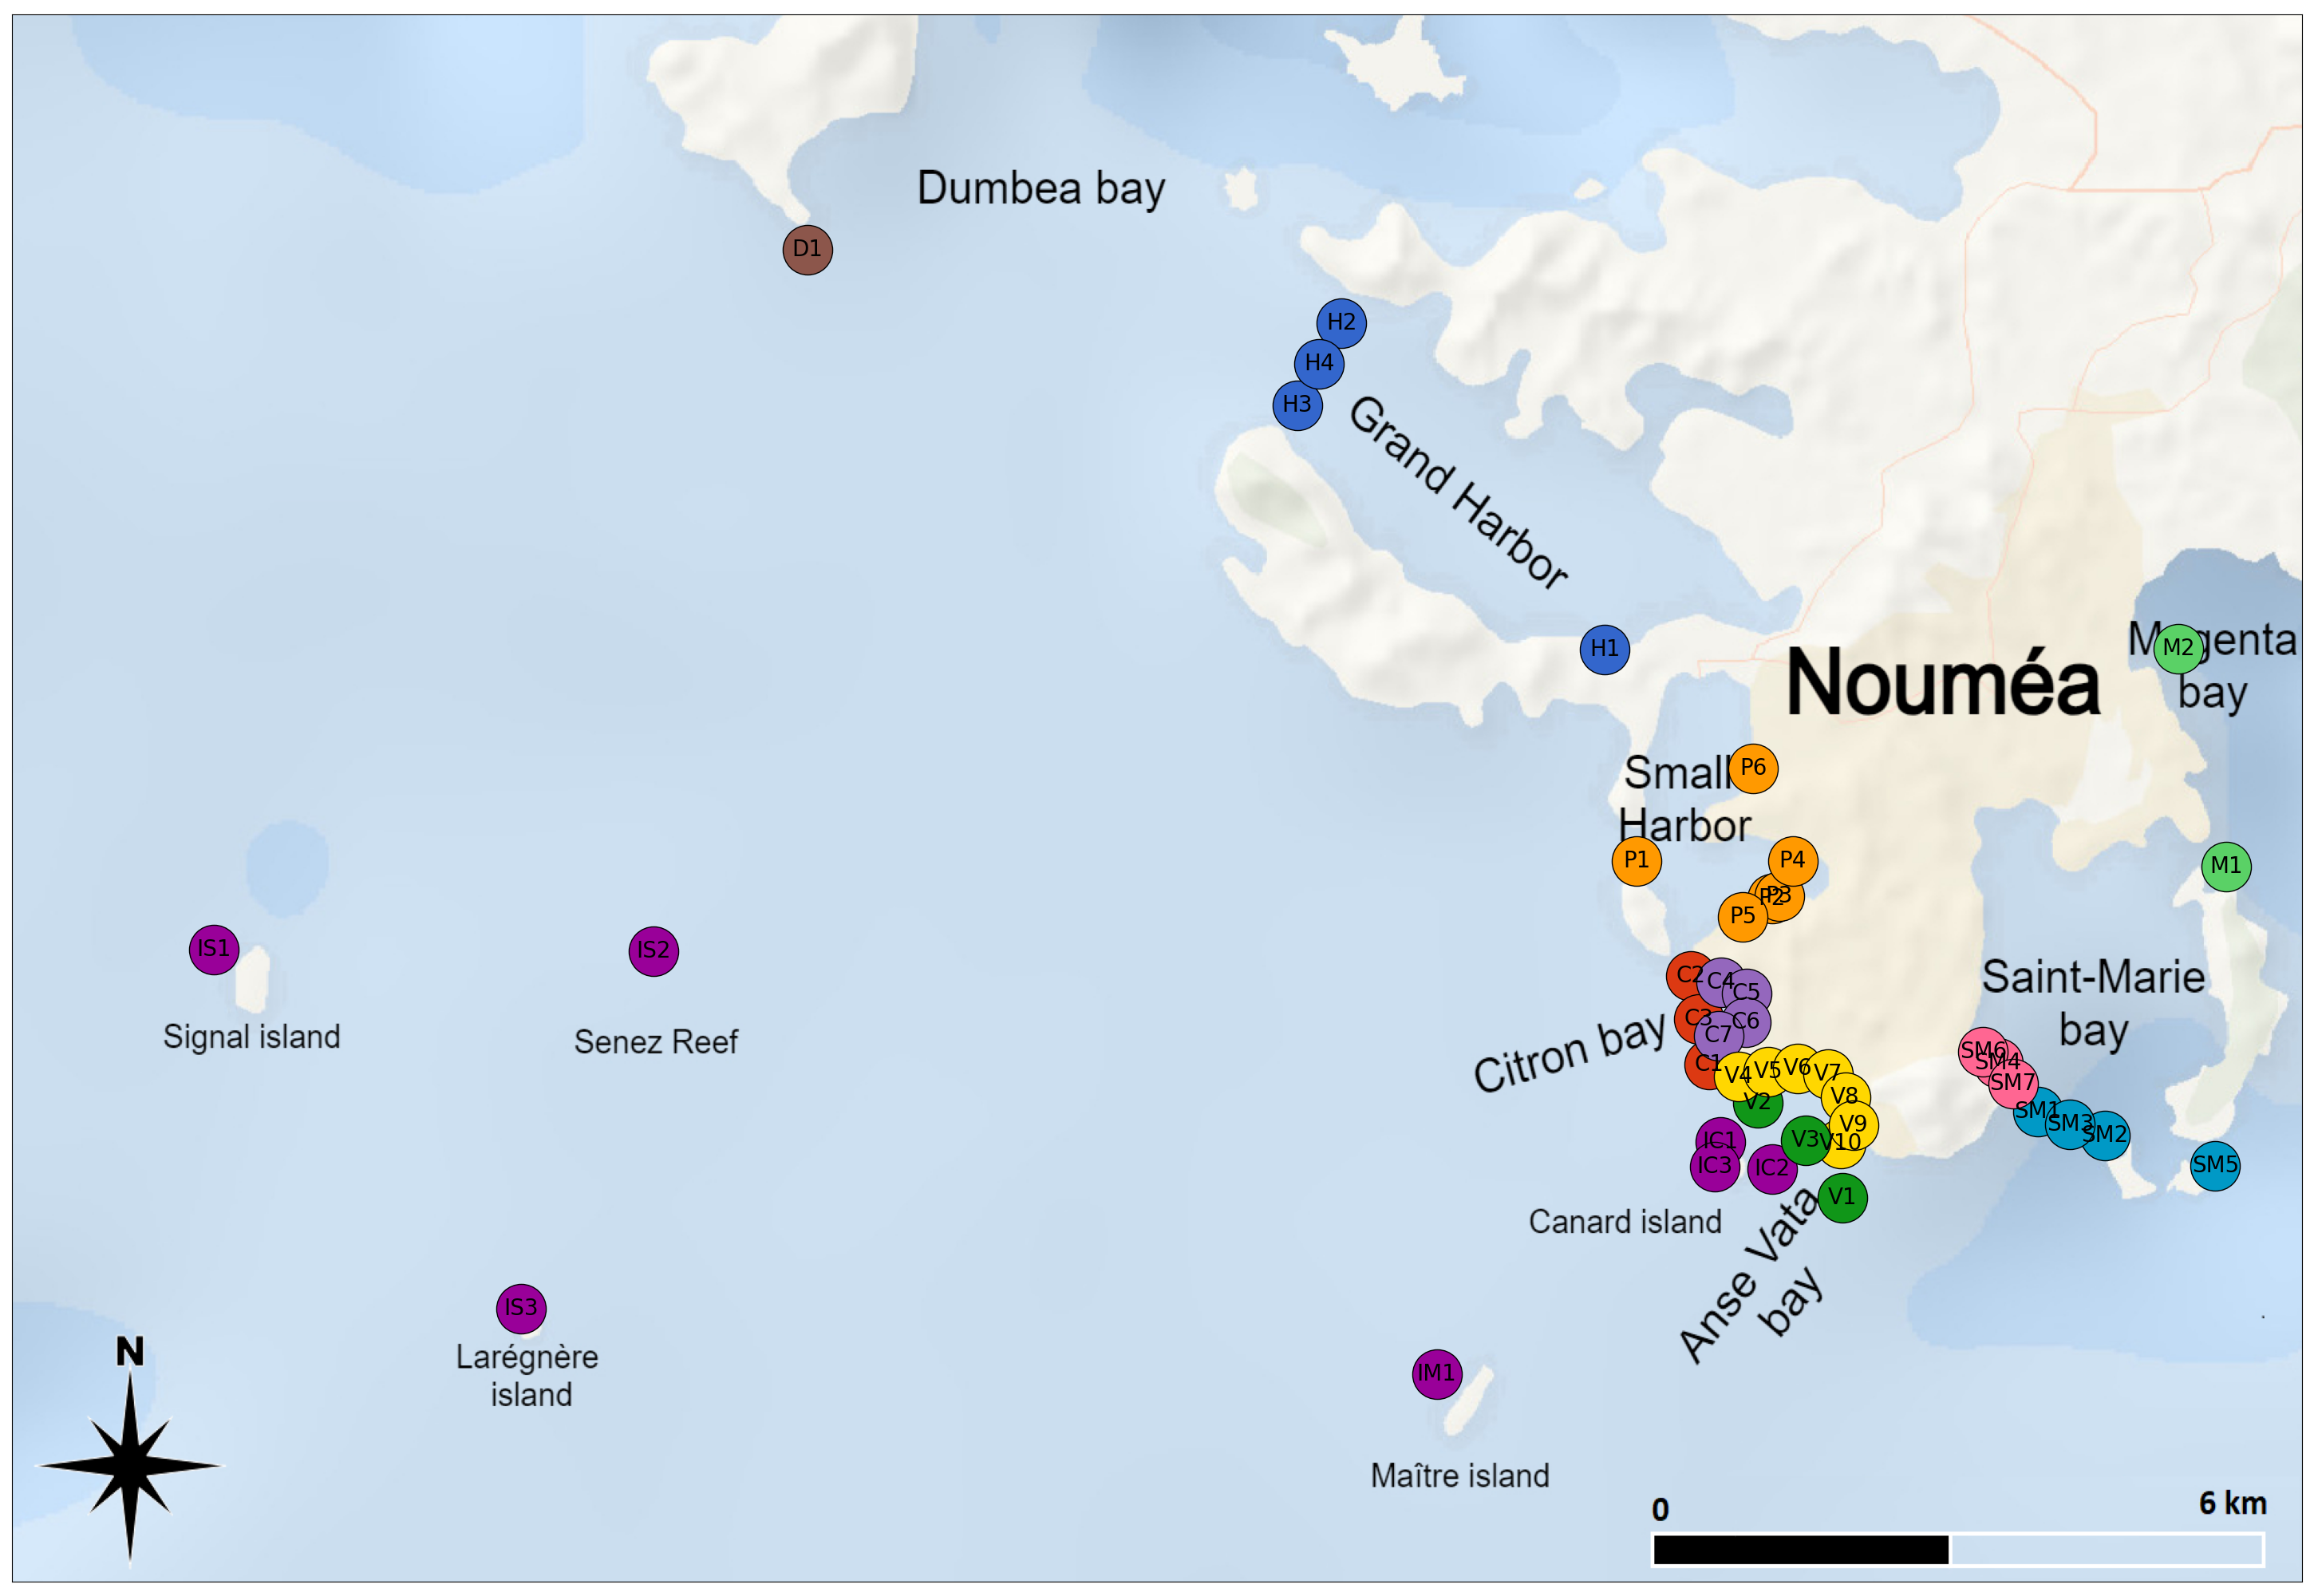 Dumbea bay
D1
H2
H4
H3
Grand Harbor
H1
Magenta
M2
bay
Nouméa
Small
P6
Harbor
P1
P4
P2
P3
P5
M1
IS1
IS2
Signal island
Senez Reef
C2
C4
C5
C3
C6
C7
C1
Citron bay
Saint-Marie
bay
V4
V5
V6
V7
V8
V2
V9
V3
V10
V1
IC1
IC3
IC2
SM6
SM4
SM7
SM1
SM3
SM2
SM5
Canard island
Anse Vata
bay
IS3
Larégnère
island
N
IM1
Maître island
0
6 km